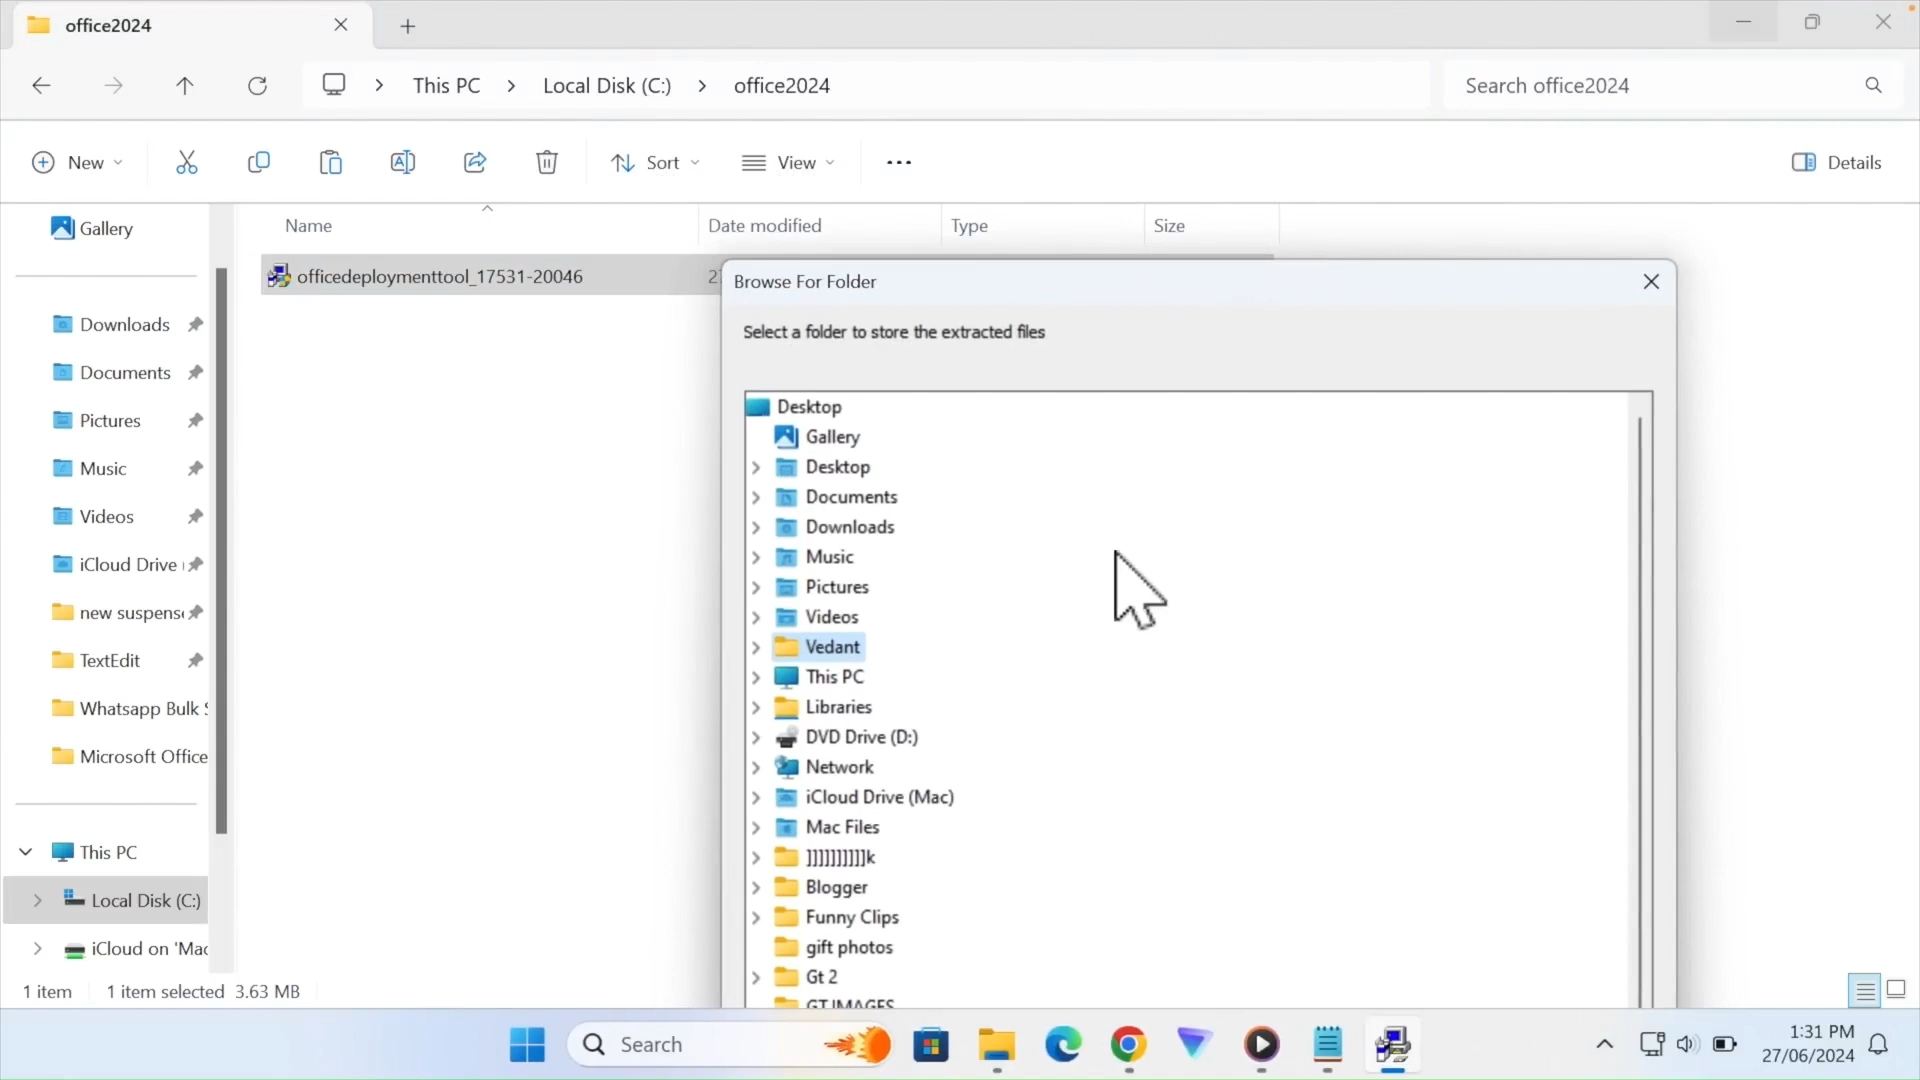 office2024
This PC
Local Disk (C:)
office2024
Search office2024
New
Sort
View
Details
Gallery
Downloads
Documents
Pictures
Music
Videos
iCloud Drive
new suspens
TextEdit
Whatsapp Bulk
Microsoft Office
This PC
Local Disk (C:)
iCloud on 'Mac
Name
Date modified
Type
Size
officedeploymenttool_17531-20046
27
Browse For Folder
Select a folder to store the extracted files
Desktop
Gallery
Desktop
Documents
Downloads
Music
Pictures
Videos
Vedant
This PC
Libraries
DVD Drive (D:)
Network
iCloud Drive (Mac)
Mac Files
]]]]]]]]]]k
Blogger
Funny Clips
gift photos
Gt 2
GT IMAGES
1 item
1 item selected 3.63 MB
Search
1:31 PM
27/06/2024